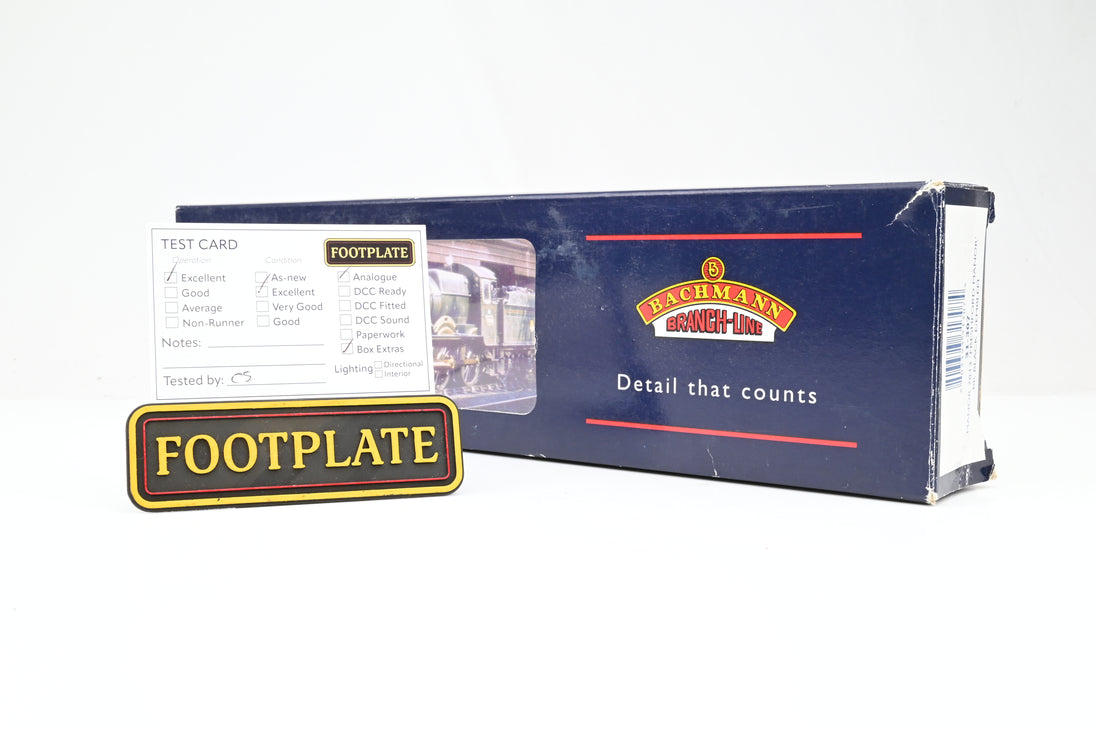 TEST CARD
FOOTPLATE
Operation
Condition
Excellent
Good
Average
Non-Runner
As-new
Excellent
Very Good
Good
Analogue
DCC Ready
DCC Fitted
DCC Sound
Paperwork
Box Extras
Notes:
Lighting
Directional
Interior
Tested by: CS
FOOTPLATE
BACHMANN
BRANCH-LINE
Detail that counts